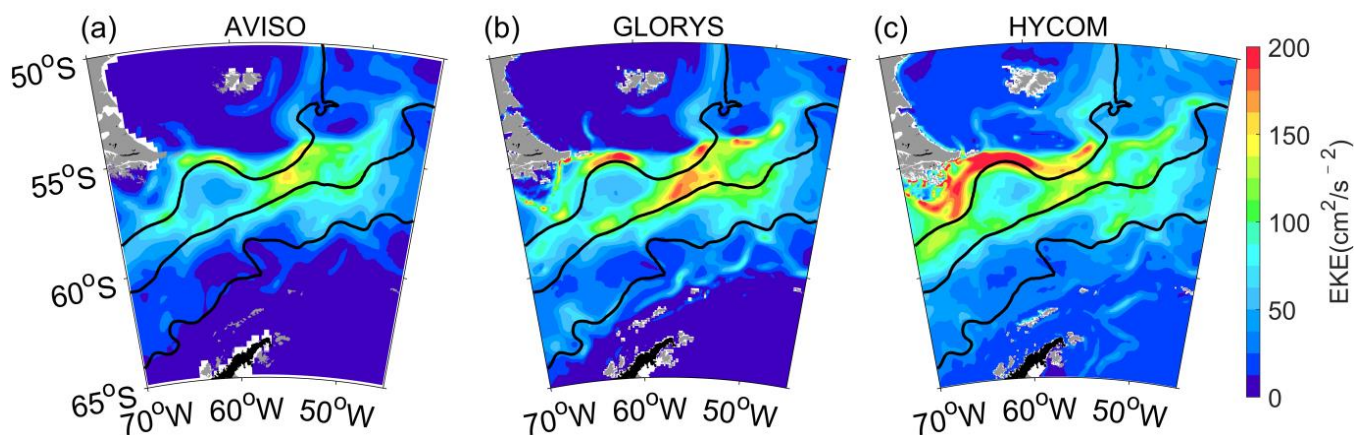 (a) AVISO (b) GLORYS (c) HYCOM
50°S
55°S
60°S
65°S
70°W 60°W 50°W 70°W 60°W 50°W 70°W 60°W 50°W
200
150
100
50
0
EKE(cm²/s⁻²)